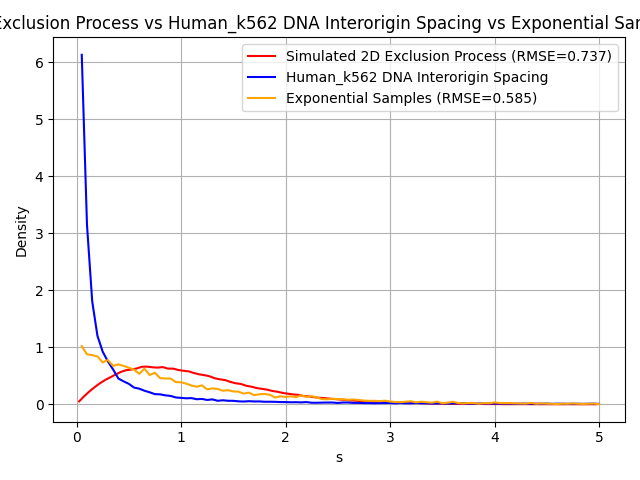 Exclusion Process vs Human_k562 DNA Interorigin Spacing vs Exponential
Simulated 2D Exclusion Process (RMSE=0.737)
Human_k562 DNA Interorigin Spacing
Exponential Samples (RMSE=0.585)
Density
6
5
4
3
2
1
0
0 1 2 3 4 5
s